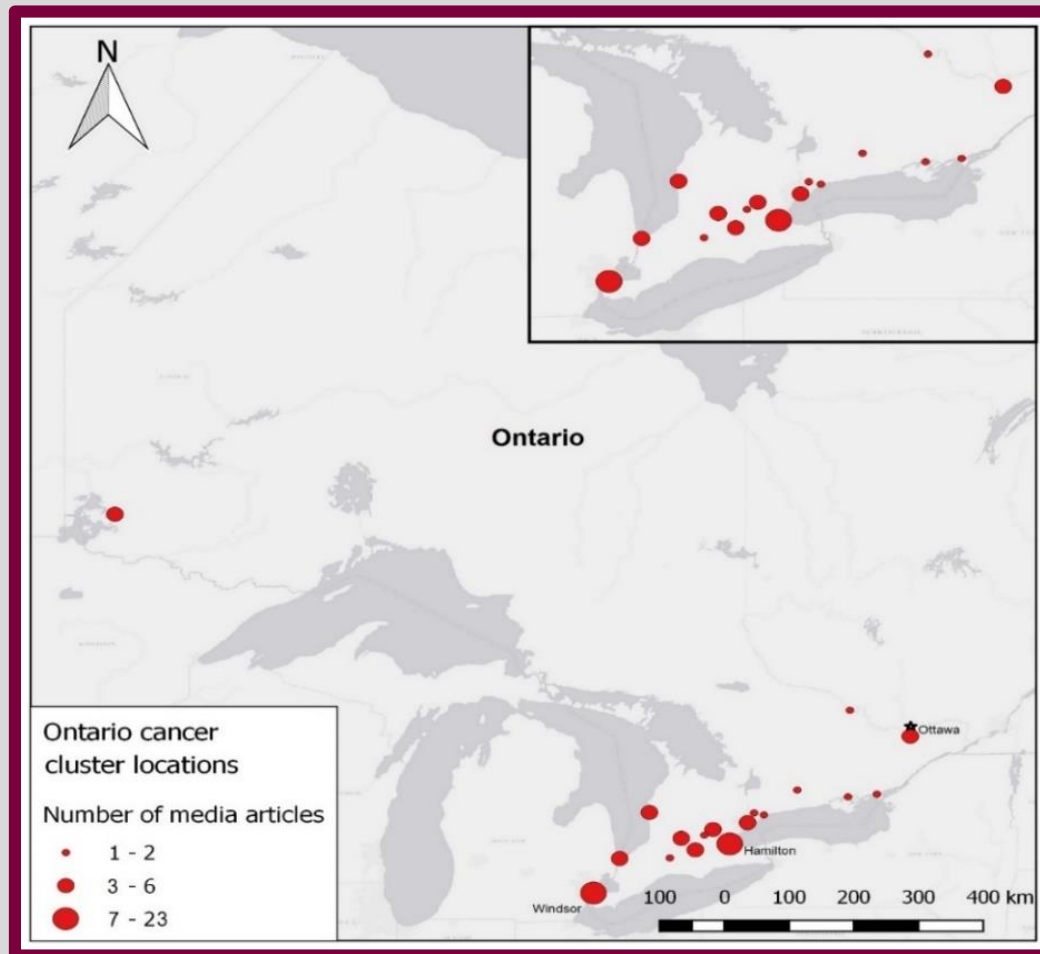 N
Ontario
Ottawa
Hamilton
Windsor
Ontario cancer
cluster locations
Number of media articles
1 - 2
3 - 6
7 - 23
100 0 100 200 300 400 km